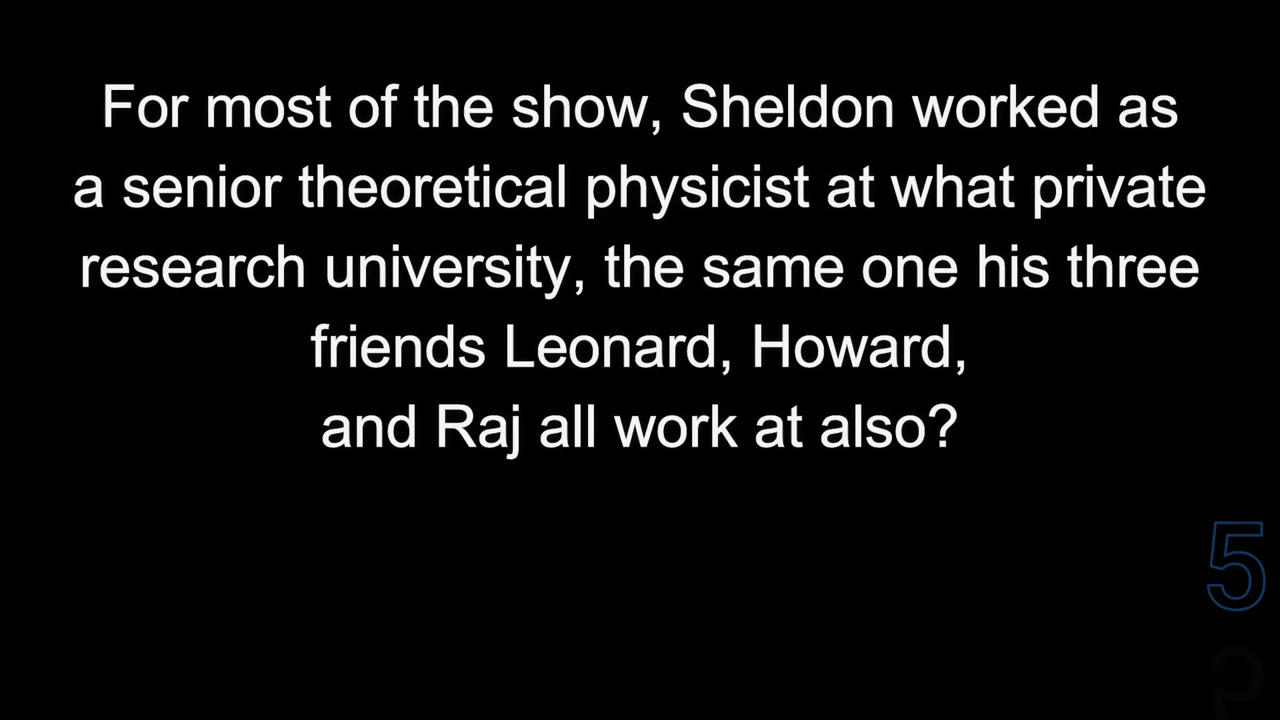 For most of the show, Sheldon worked as
a senior theoretical physicist at what private
research university, the same one his three
friends Leonard, Howard,
and Raj all work at also?
5